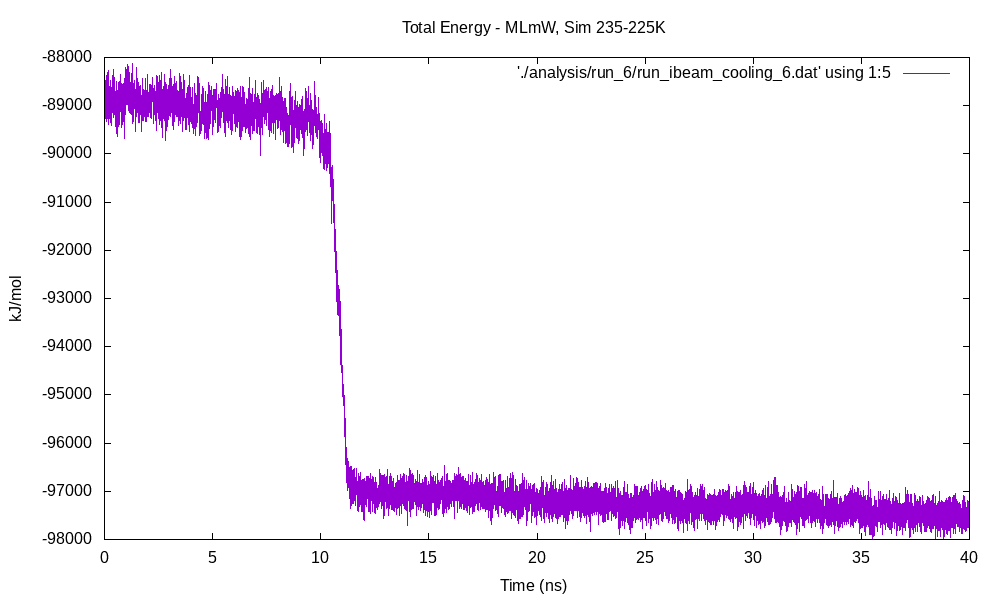 Total Energy - MLmW, Sim 235-225K
'./analysis/run_6/run_ibeam_cooling_6.dat' using 1:5
-88000
-89000
-90000
-91000
-92000
-93000
-94000
-95000
-96000
-97000
-98000
kJ/mol
0 5 10 15 20 25 30 35 40
Time (ns)